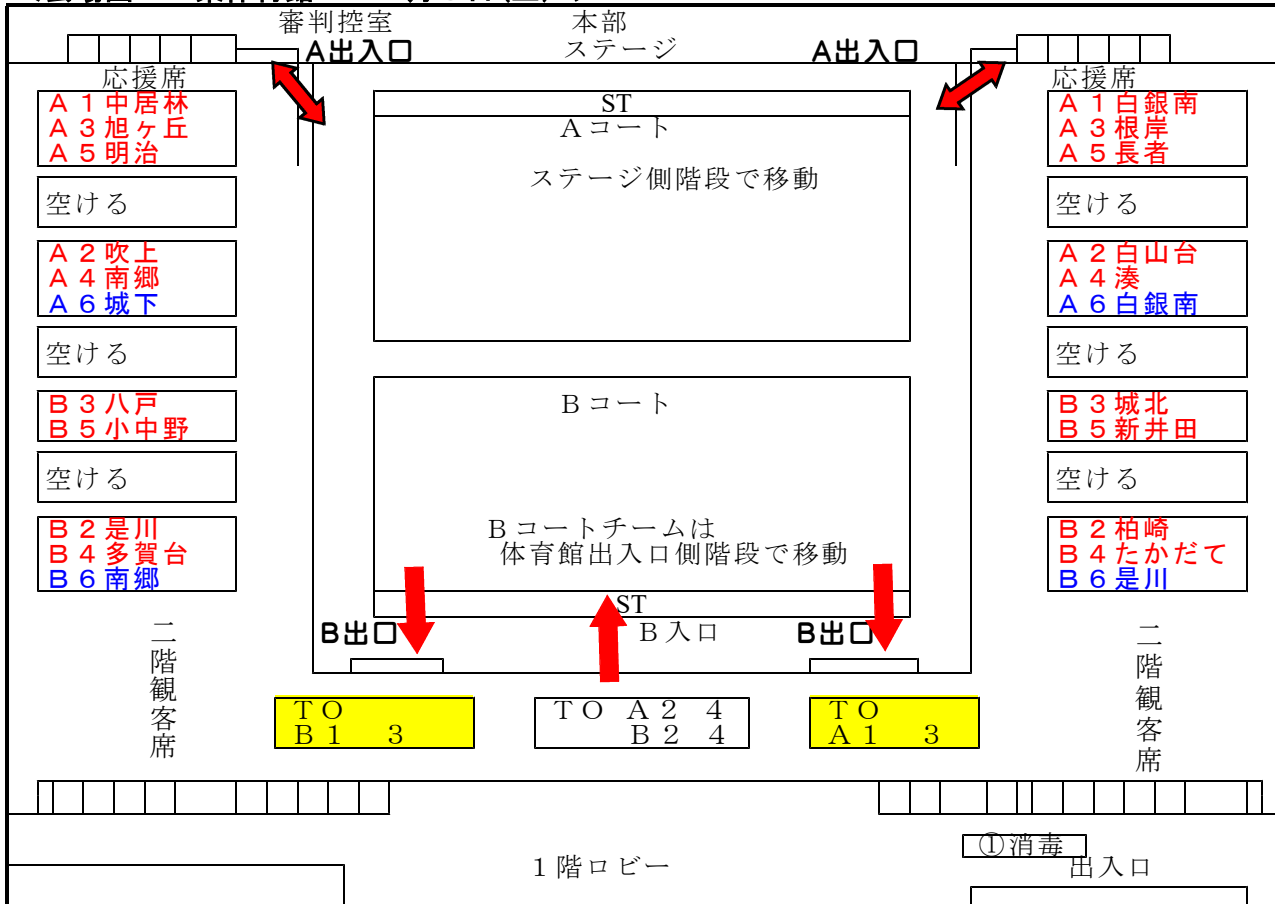 審判控室
本部
A出入口
ステージ
A出入口
応援席
応援席
A１中居林
A３旭ヶ丘
A５明治
ST
Aコート
A１白銀南
A３根岸
A５長者
ステージ側階段で移動
空ける
空ける
A２吹上
A４南郷
A６城下
A２白山台
A４湊
A６白銀南
空ける
空ける
B３八戸
B５小中野
Bコート
B３城北
B５新井田
空ける
空ける
B２是川
B４多賀台
B６南郷
Bコートチームは
体育館出入口側階段で移動
B２柏崎
B４たかだて
B６是川
ST
B出口
B入口
B出口
二階観客席
二階観客席
TO
B１　３
TO A２ ４
B２ ４
TO
A１　３
①消毒
１階ロビー
出入口